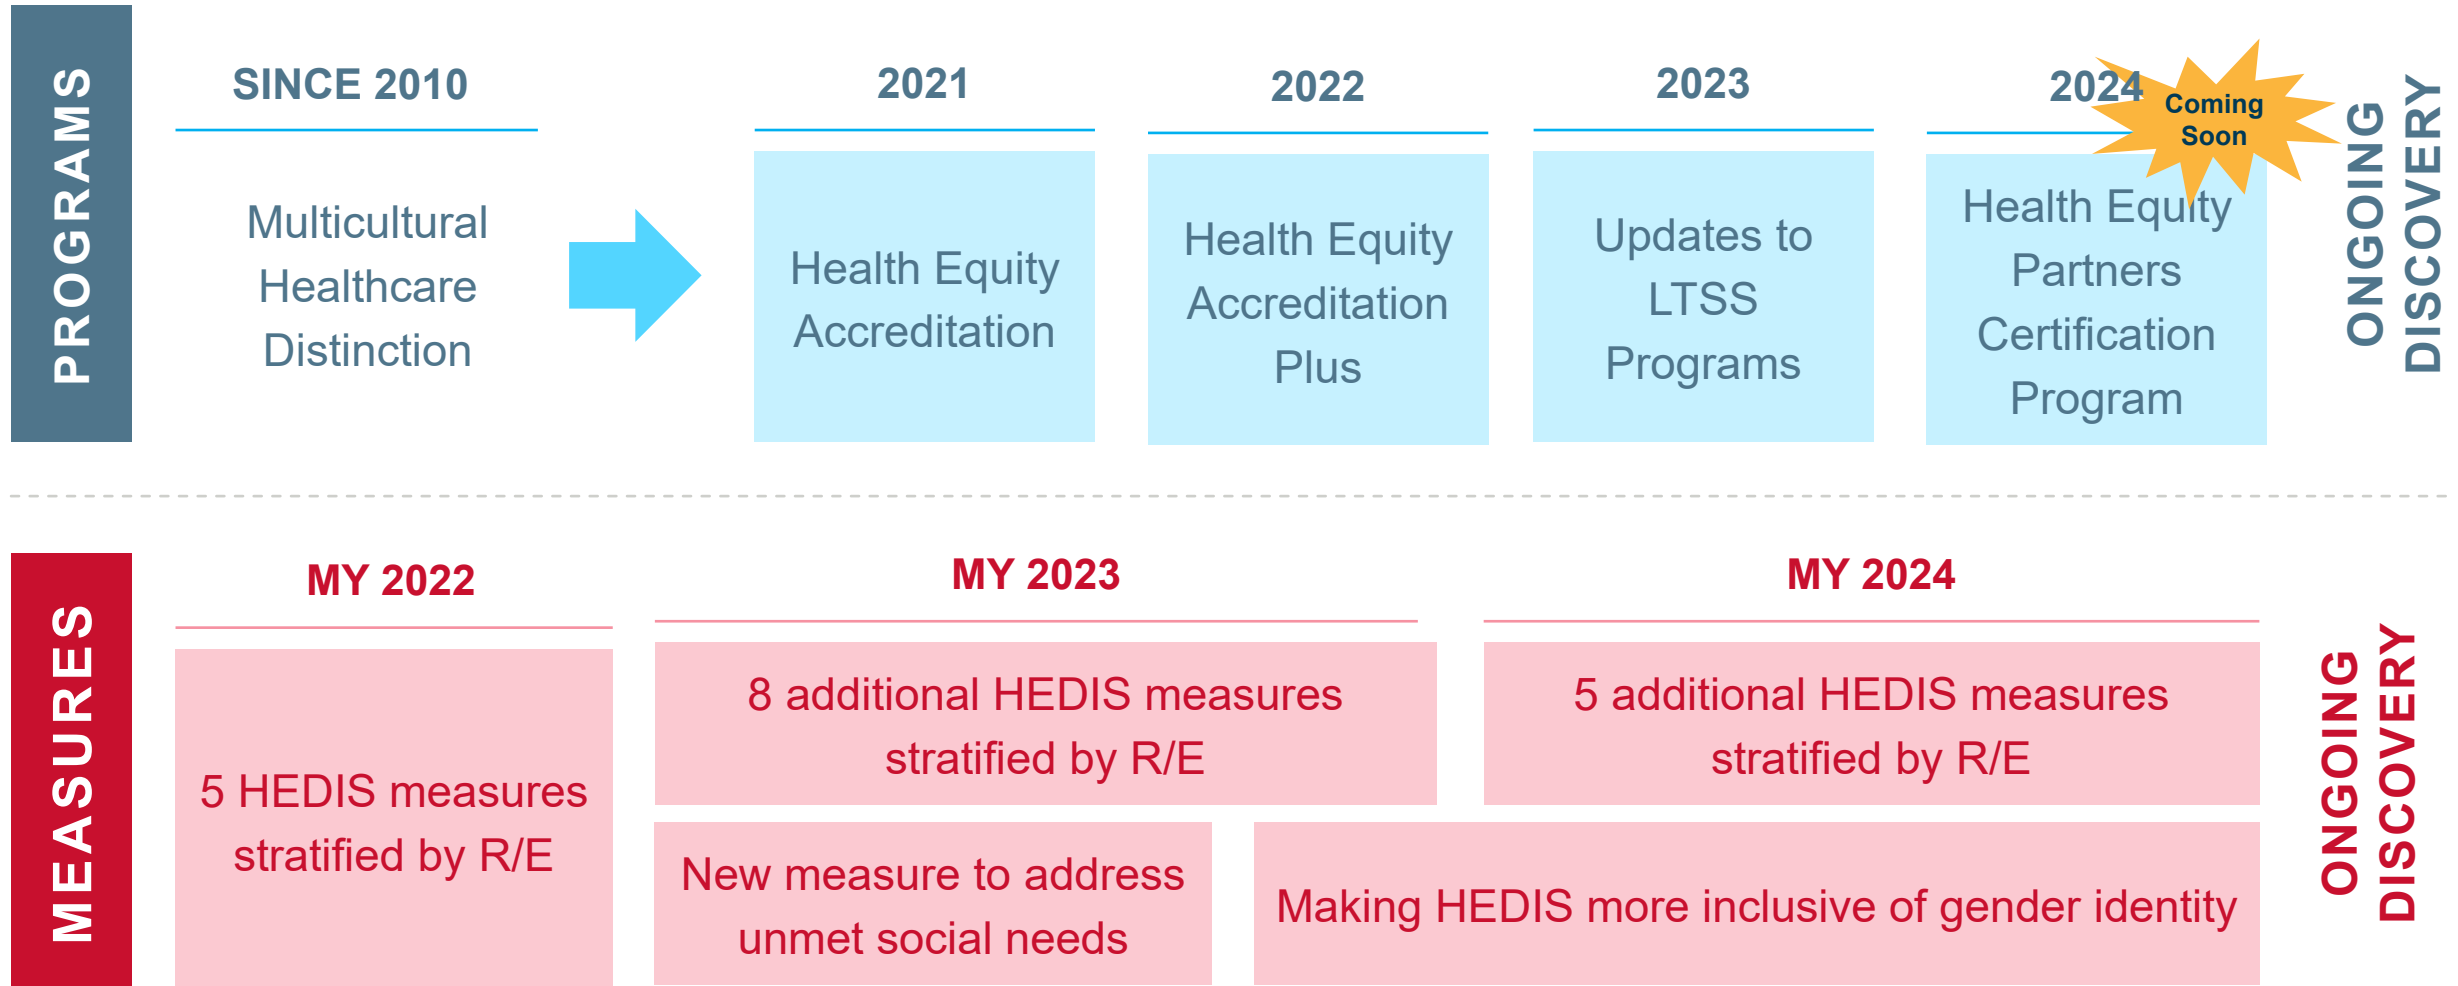 PROGRAMS
SINCE 2010
Multicultural
Healthcare
Distinction
2021
Health Equity
Accreditation
2022
Health Equity
Accreditation
Plus
2023
Updates to
LTSS
Programs
2024
Coming
Soon
Health Equity
Partners
Certification
Program
ONGOING
DISCOVERY
MEASURES
MY 2022
5 HEDIS measures
stratified by R/E
MY 2023
8 additional HEDIS measures
stratified by R/E
New measure to address
unmet social needs
MY 2024
5 additional HEDIS measures
stratified by R/E
Making HEDIS more inclusive of gender identity
ONGOING
DISCOVERY